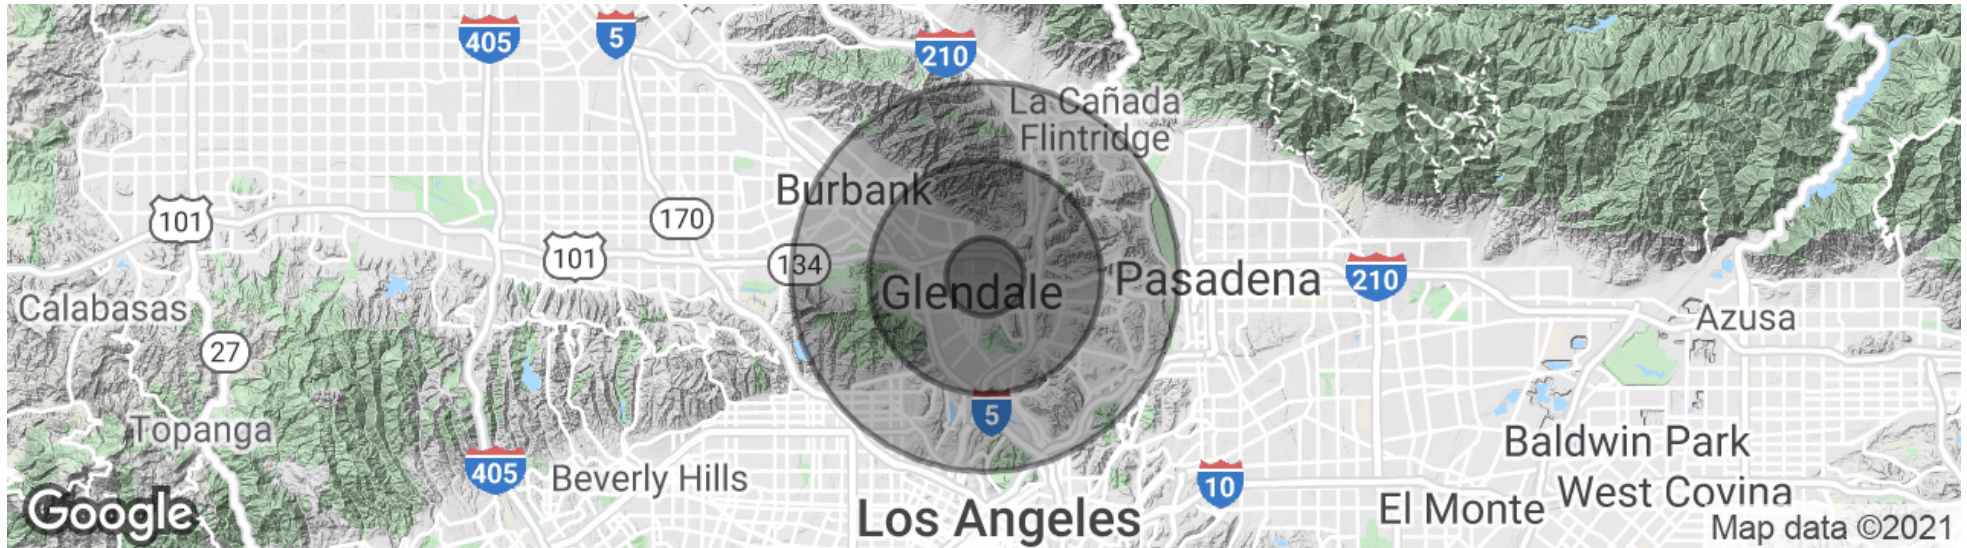 405
5
210
La Cañada
Flintridge
Burbank
101
170
101
134
Glendale
Pasadena
210
Calabasas
Azusa
27
5
Topanga
Baldwin Park
405
Beverly Hills
10
West Covina
El Monte
Google
Los Angeles
Map data ©2021